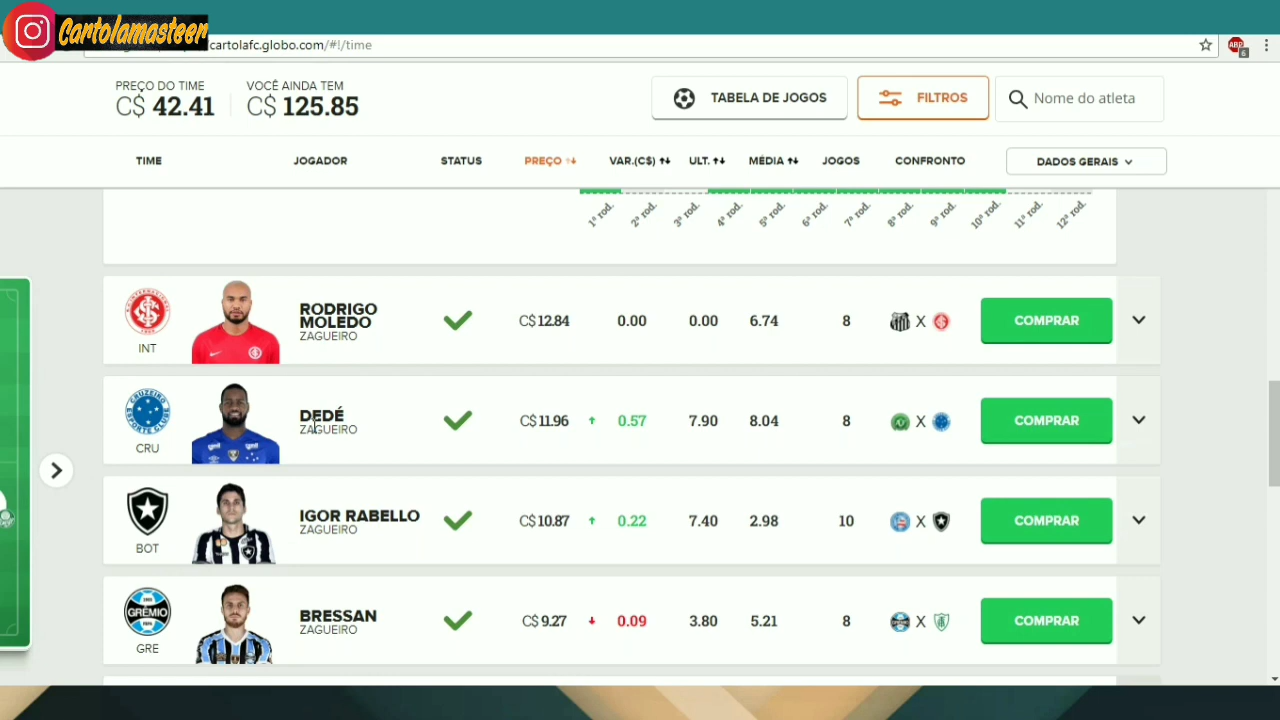 Cartolamasteer
cartolafc.globo.com/#!/time
ABP
6
PREÇO DO TIME
C$ 42.41
VOCÊ AINDA TEM
C$ 125.85
TABELA DE JOGOS
FILTROS
Nome do atleta
TIME JOGADOR STATUS PREÇO VAR.(C$) ULT. MÉDIA JOGOS CONFRONTO DADOS GERAIS
1ª rod. 2ª rod. 3ª rod. 4ª rod. 5ª rod. 6ª rod. 7ª rod. 8ª rod. 9ª rod. 10ª rod. 11ª rod. 12ª rod.
INT
RODRIGO
MOLEDO
ZAGUEIRO
C$ 12.84 0.00 0.00 6.74 8 X COMPRAR
CRU
DEDÉ
ZAGUEIRO
C$ 11.96 0.57 7.90 8.04 8 X COMPRAR
BOT
IGOR RABELLO
ZAGUEIRO
C$ 10.87 0.22 7.40 2.98 10 X COMPRAR
GRE
BRESSAN
ZAGUEIRO
C$ 9.27 0.09 3.80 5.21 8 X COMPRAR